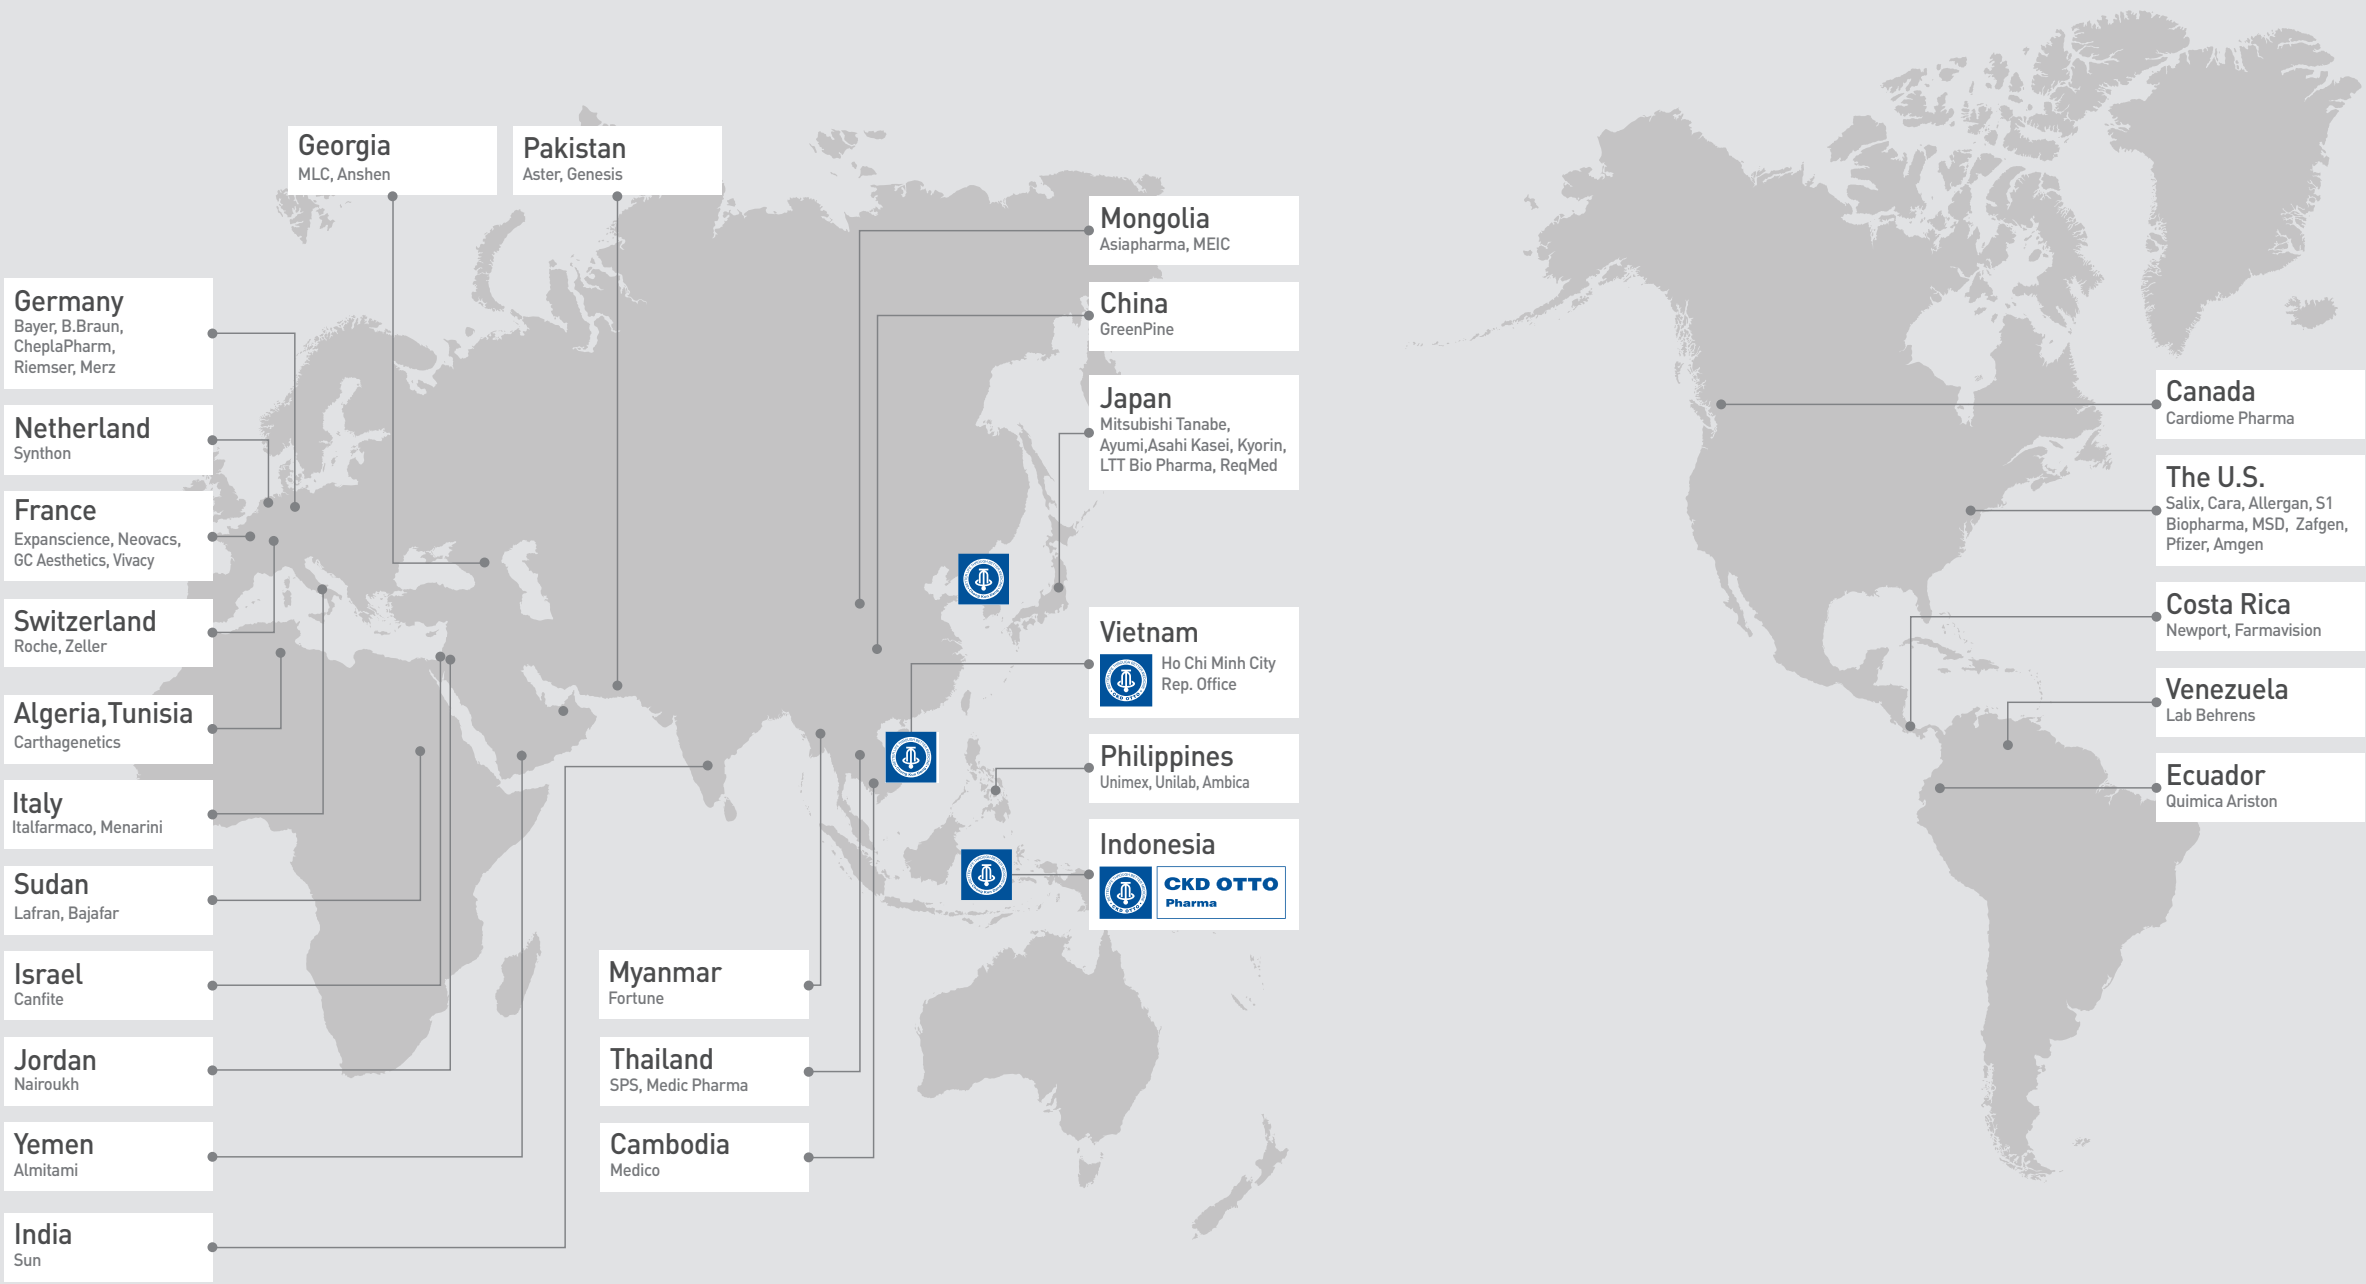 Georgia
MLC, Anshen
Pakistan
Aster, Genesis
Germany
Bayer, B.Braun,
CheplaPharm,
Riemser, Merz
Netherland
Synthon
France
Expanscience, Neovacs,
GC Aesthetics, Vivacy
Switzerland
Roche, Zeller
Algeria,Tunisia
Carthagenetics
Italy
Italfarmaco, Menarini
Sudan
Lafran, Bajafar
Israel
Canfite
Jordan
Nairoukh
Yemen
Almitami
India
Sun
Myanmar
Fortune
Thailand
SPS, Medic Pharma
Cambodia
Medico
Mongolia
Asiapharma, MEIC
China
GreenPine
Japan
Mitsubishi Tanabe,
Ayumi,Asahi Kasei, Kyorin,
LTT Bio Pharma, ReqMed
Vietnam
Ho Chi Minh City
Rep. Office
Philippines
Unimex, Unilab, Ambica
Indonesia
CKD OTTO
Pharma
Canada
Cardiome Pharma
The U.S.
Salix, Cara, Allergan, S1
Biopharma, MSD, Zafgen,
Pfizer, Amgen
Costa Rica
Newport, Farmavision
Venezuela
Lab Behrens
Ecuador
Quimica Ariston